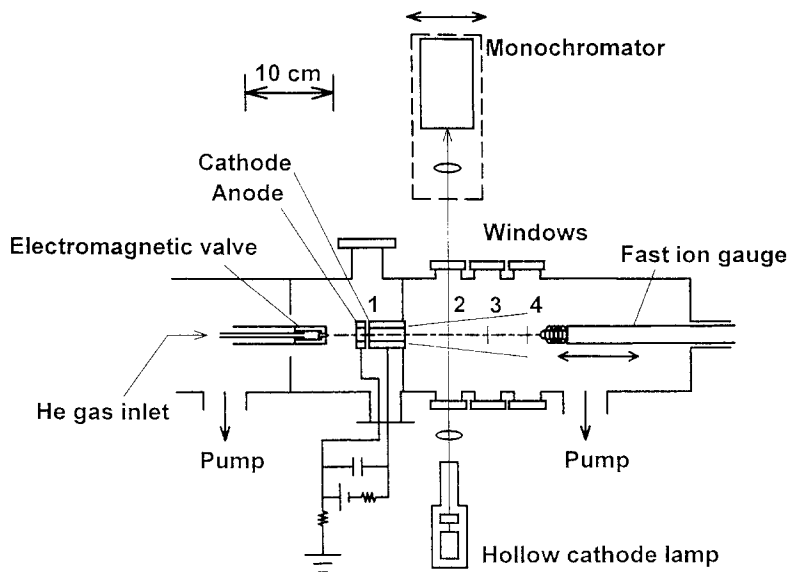 Monochromator
10 cm
Cathode
Anode
Electromagnetic valve
Windows
Fast ion gauge
1
2
3
4
He gas inlet
Pump
Pump
Hollow cathode lamp